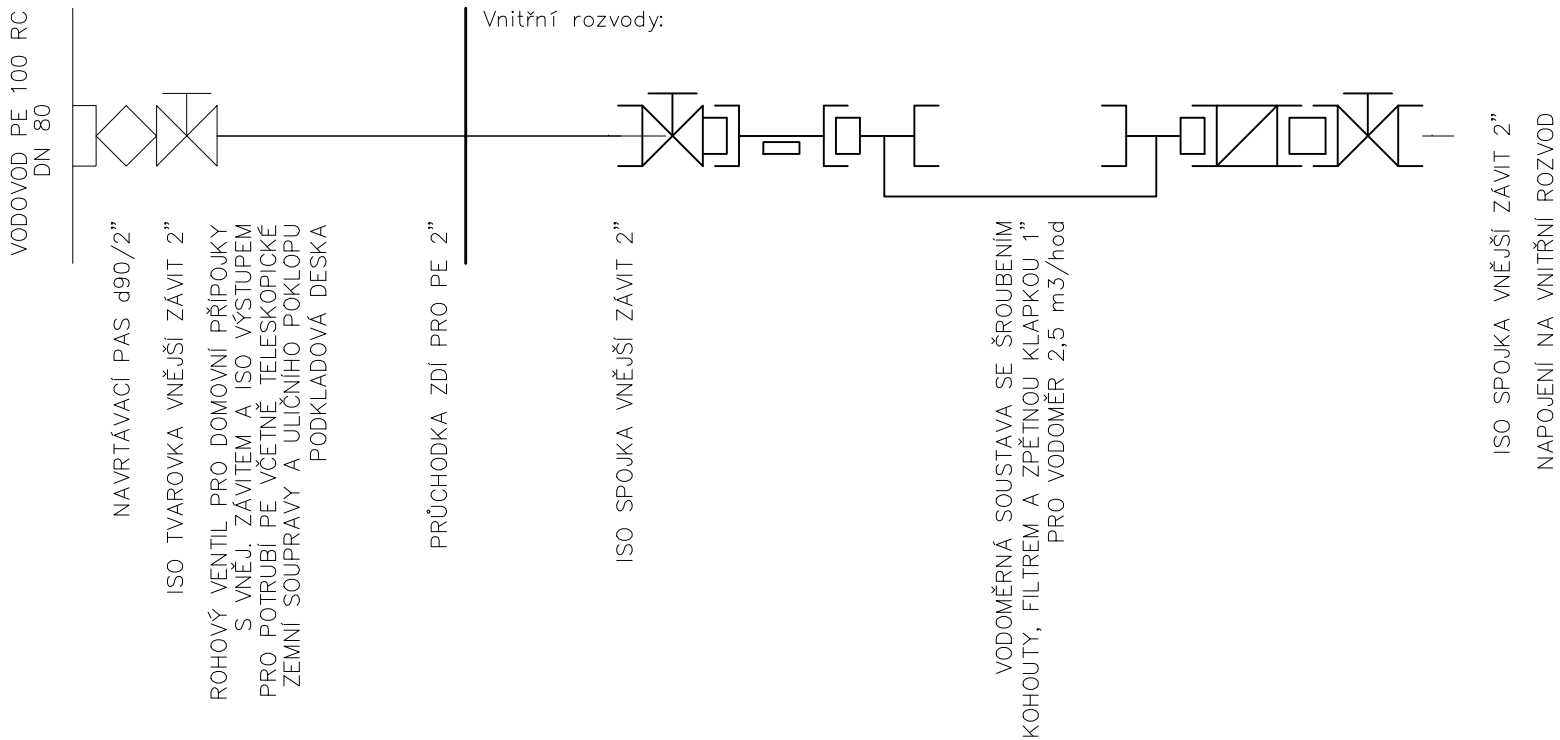 VODOVOD PE 100 RC
DN 80
Vnitřní rozvody:
NAVRTÁVACÍ PAS d90/2”
ISO TVAROVKA VNĚJŠÍ ZÁVIT 2”
ROHOVÝ VENTIL PRO DOMOVNÍ PŘÍPOJKY
S VNĚJ. ZÁVITEM A ISO VÝSTUPEM
PRO POTRUBÍ PE VČETNĚ TELESKOPICKÉ
ZEMNÍ SOUPRAVY A ULIČNÍHO POKLOPU
PODKLADOVÁ DESKA
PRŮCHODKA ZDÍ PRO PE 2”
ISO SPOJKA VNĚJŠÍ ZÁVIT 2”
VODOMĚRNÁ SOUSTAVA SE ŠROUBENÍM
KOHOUTY, FILTREM A ZPĚTNOU KLAPKOU 1”
PRO VODOMĚR 2,5 m3/hod
ISO SPOJKA VNĚJŠÍ ZÁVIT 2”
NAPOJENÍ NA VNITŘNÍ ROZVOD